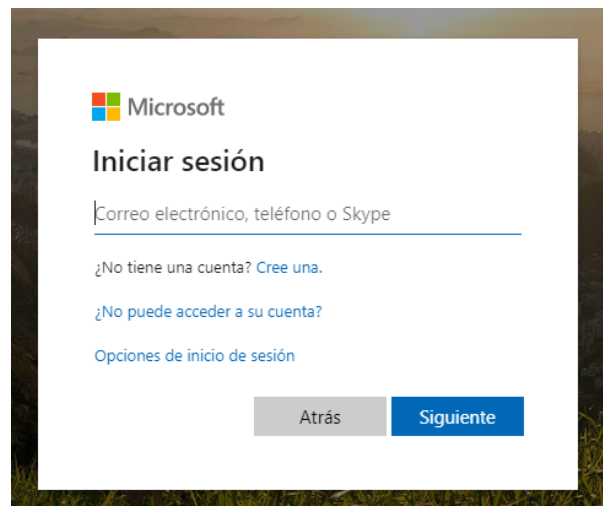 Microsoft
Iniciar sesión
Correo electrónico, teléfono o Skype
¿No tiene una cuenta? Cree una.
¿No puede acceder a su cuenta?
Opciones de inicio de sesión
Atrás
Siguiente